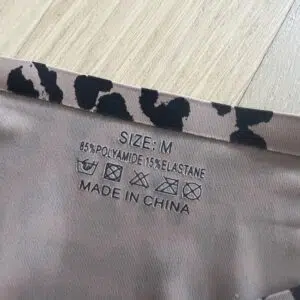 SIZE: M
85%POLYAMIDE 15%ELASTANE
MADE IN CHINA